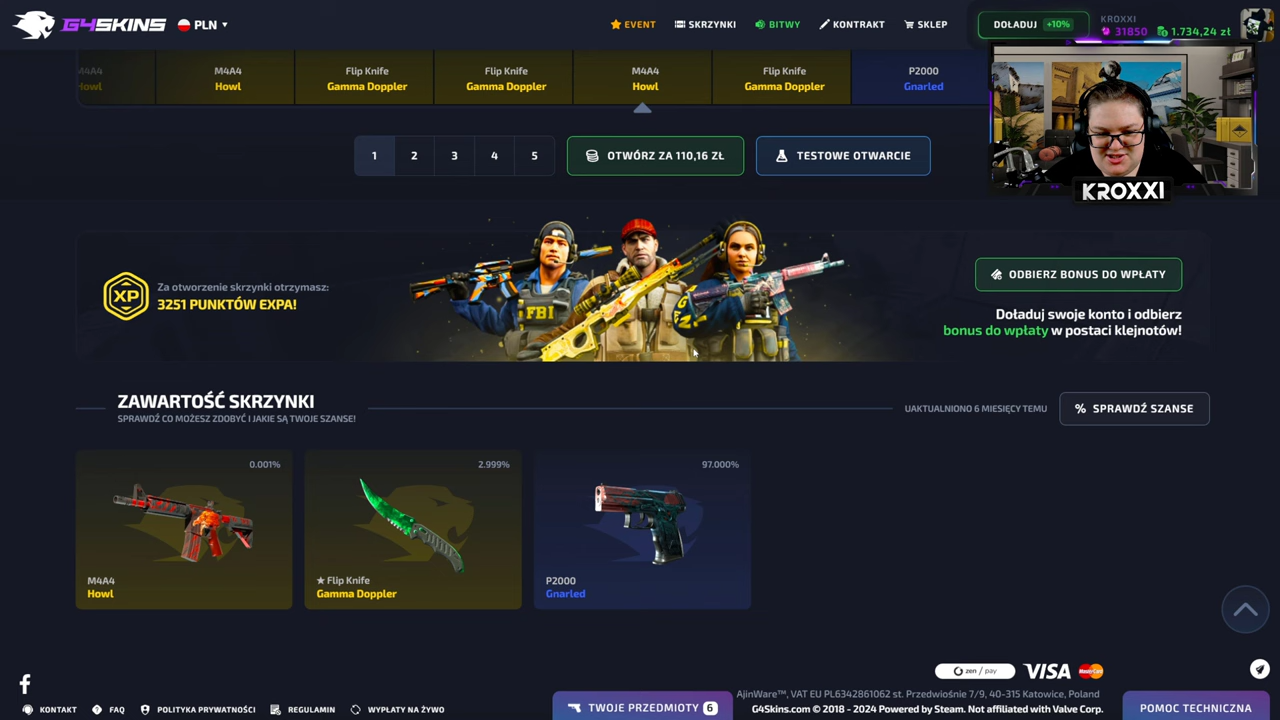 G4SKINS
PLN
EVENT
SKRZYNKI
BITWY
KONTRAKT
SKLEP
DOŁADUJ +10%
KROXXI
31850
1.734,24 zł
M4A4
Howl
M4A4
Howl
Flip Knife
Gamma Doppler
Flip Knife
Gamma Doppler
M4A4
Howl
Flip Knife
Gamma Doppler
P2000
Gnarled
1 2 3 4 5
OTWÓRZ ZA 110,16 ZŁ
TESTOWE OTWARCIE
KROXXI
XP
Za otworzenie skrzynki otrzymasz:
3251 PUNKTÓW EXPA!
FBI
ODBIERZ BONUS DO WPŁATY
Doładuj swoje konto i odbierz
bonus do wpłaty w postaci klejnotów!
ZAWARTOŚĆ SKRZYNKI
SPRAWDŹ CO MOŻESZ ZDOBYĆ I JAKIE SĄ TWOJE SZANSE!
UAKTUALNIONO 6 MIESIĘCY TEMU
% SPRAWDŹ SZANSE
0.001%
M4A4
Howl
2.999%
★ Flip Knife
Gamma Doppler
97.000%
P2000
Gnarled
zen / pay
VISA
MasterCard
KONTAKT
FAQ
POLITYKA PRYWATNOŚCI
REGULAMIN
WYPŁATY NA ŻYWO
TWOJE PRZEDMIOTY 6
AjinWare™, VAT EU PL6342861062 st. Przedwiośnie 7/9, 40-315 Katowice, Poland
G4Skins.com © 2018 - 2024 Powered by Steam. Not affiliated with Valve Corp.
POMOC TECHNICZNA